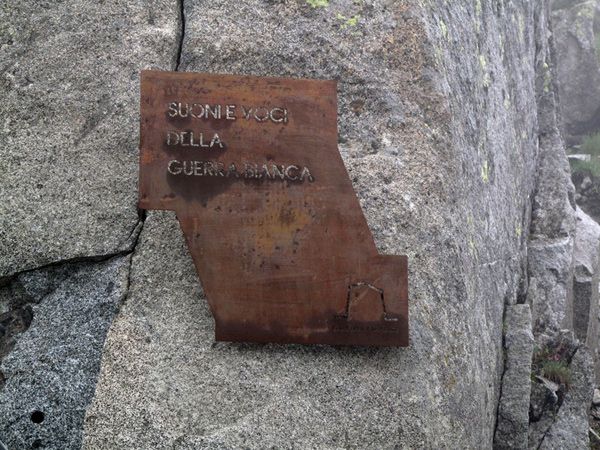 SUONI E VOCI
DELLA
GUERRA BIANCA